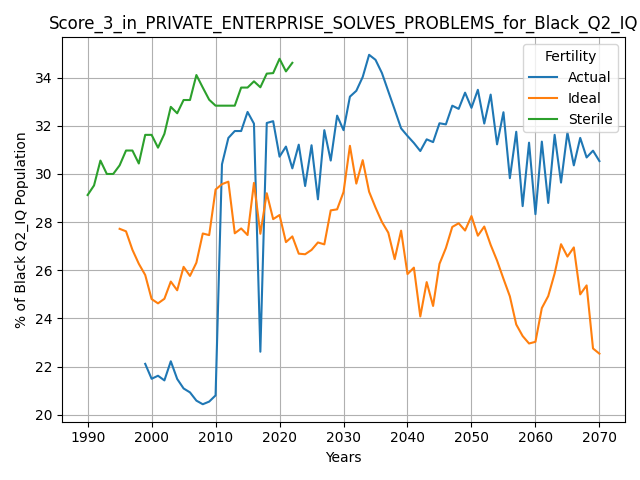 Score_3_in_PRIVATE_ENTERPRISE_SOLVES_PROBLEMS_for_Black_Q2_IQ
Fertility
Actual
Ideal
Sterile
% of Black Q2_IQ Population
34
32
30
28
26
24
22
20
1990 2000 2010 2020 2030 2040 2050 2060 2070
Years